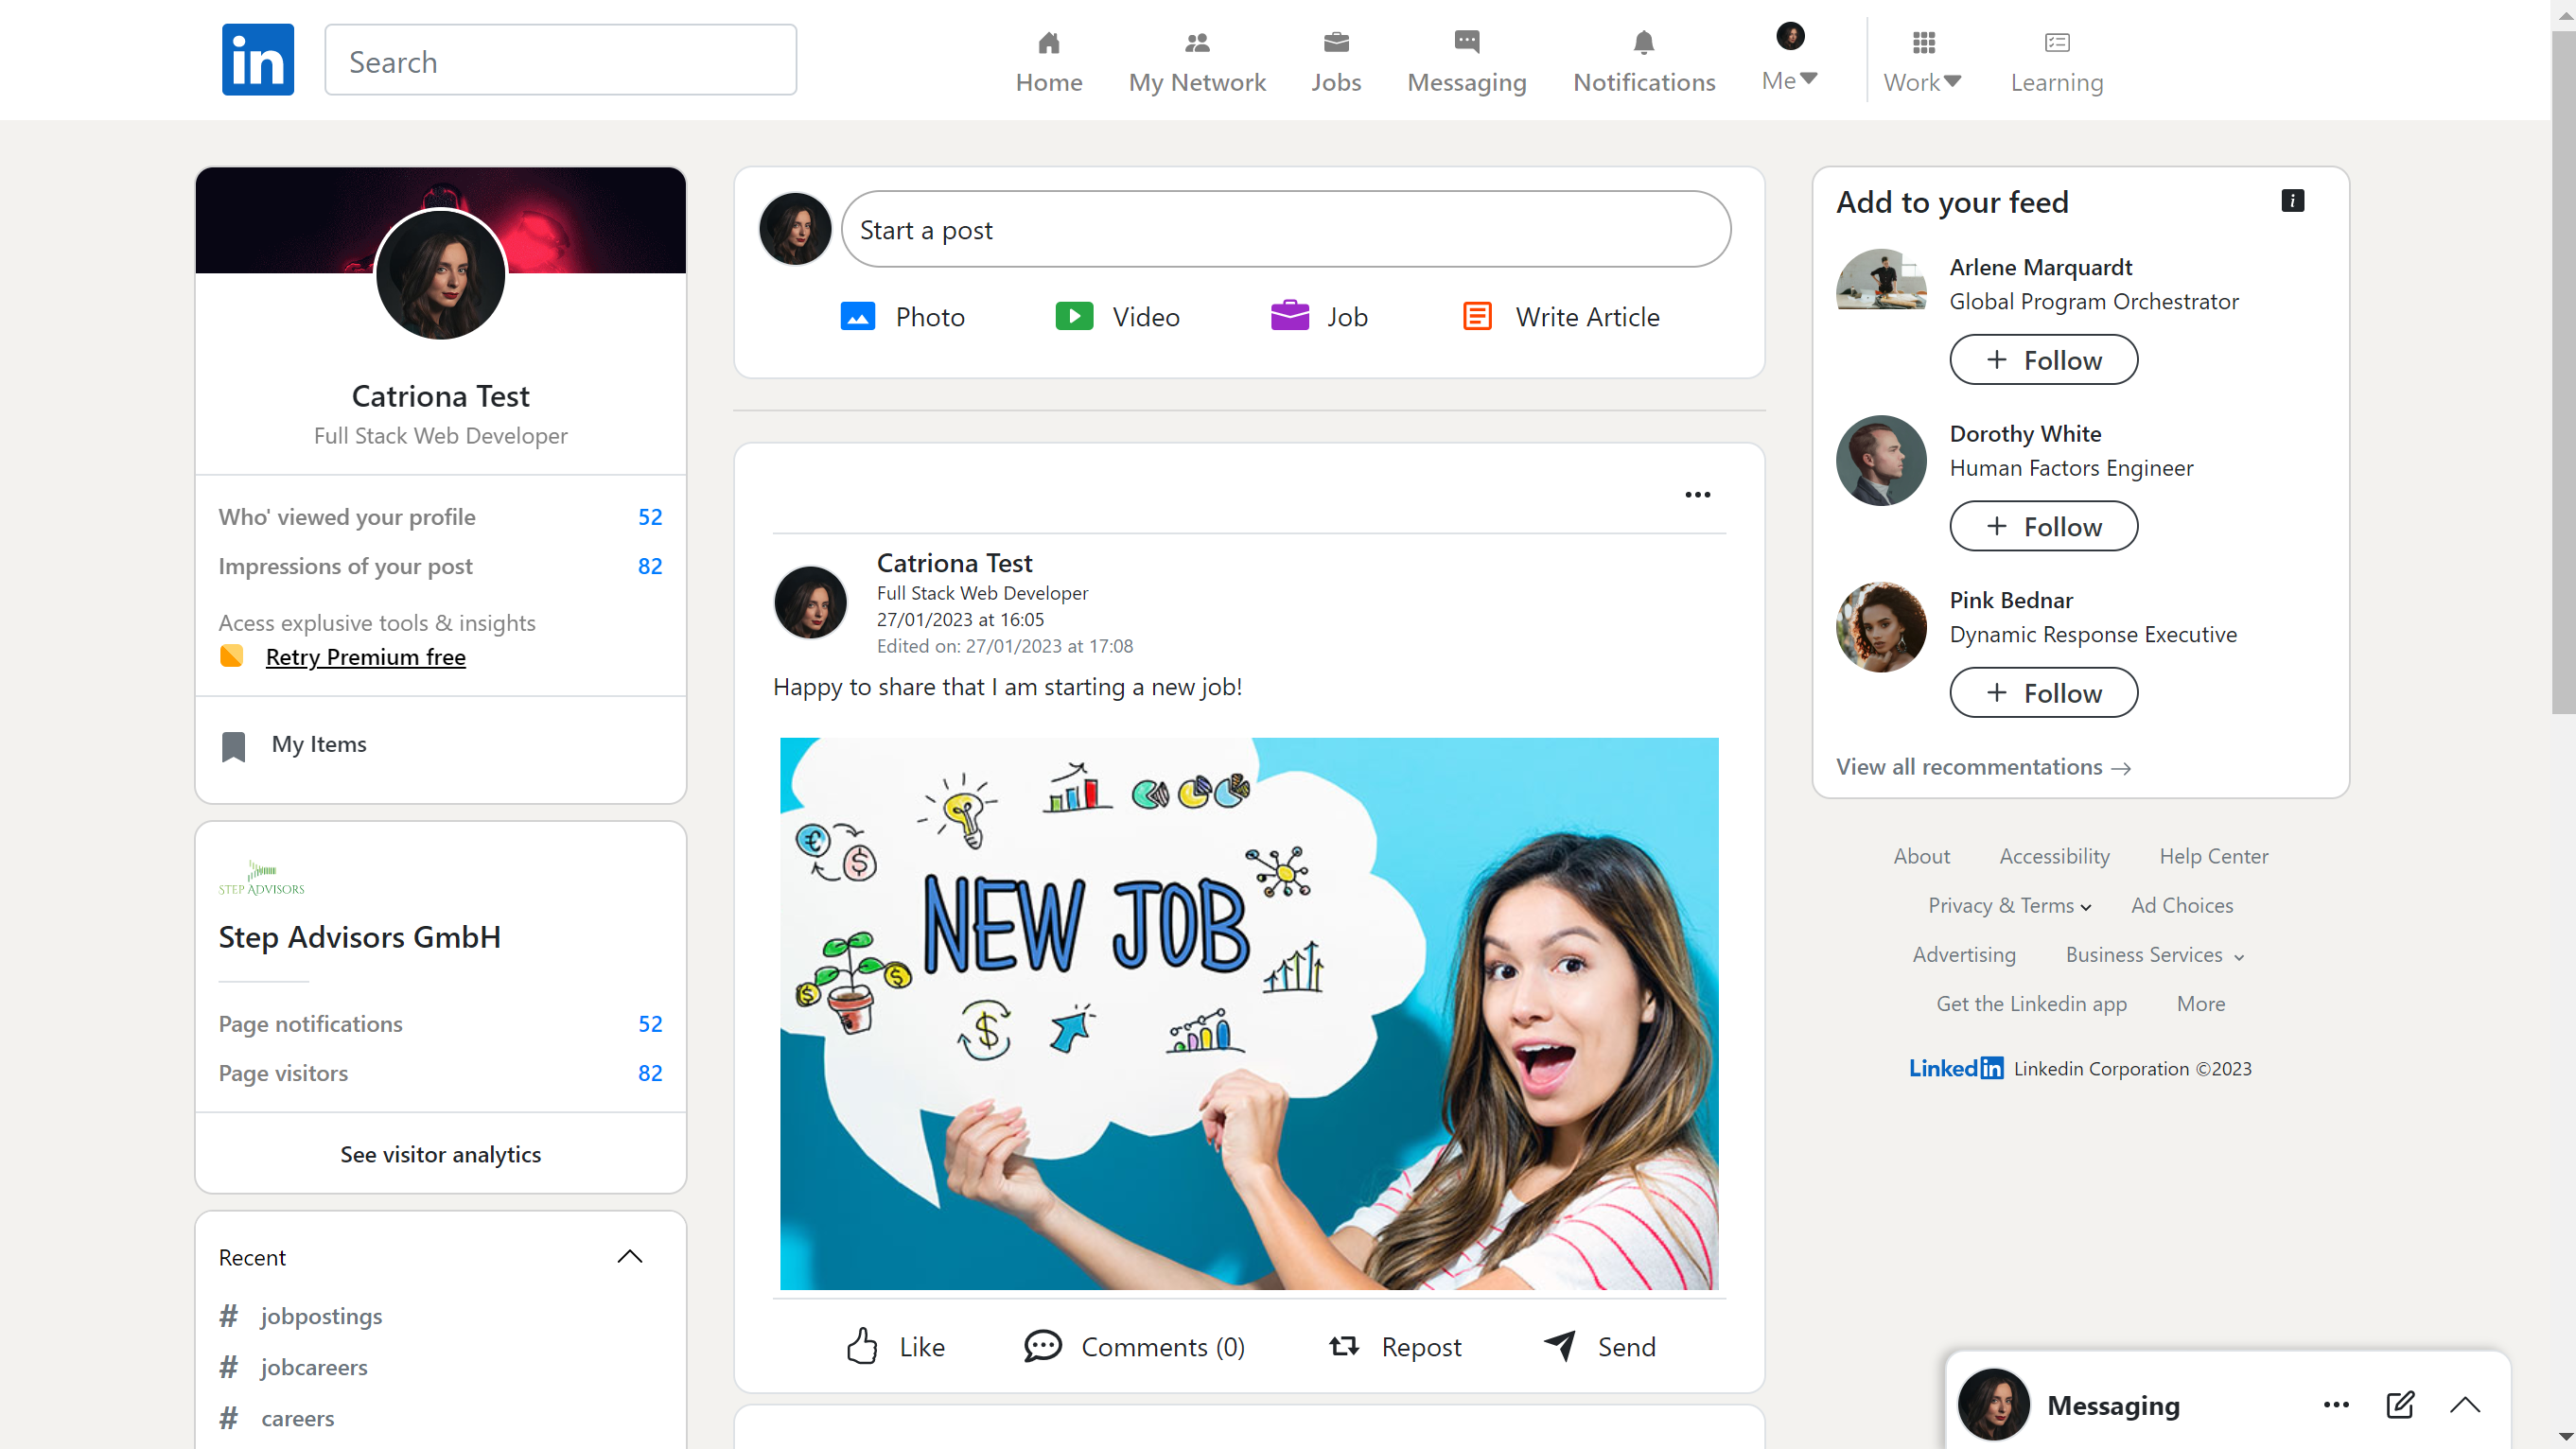 in
Search
Home
My Network
Jobs
Messaging
Notifications
Me
Work
Learning
Catriona Test
Full Stack Web Developer
Who' viewed your profile 52
Impressions of your post 82
Acess explusive tools & insights
Retry Premium free
My Items
STEP ADVISORS
Step Advisors GmbH
Page notifications 52
Page visitors 82
See visitor analytics
Recent
# jobpostings
# jobcareers
# careers
Start a post
Photo
Video
Job
Write Article
Catriona Test
Full Stack Web Developer
27/01/2023 at 16:05
Edited on: 27/01/2023 at 17:08
Happy to share that I am starting a new job!
€
$
NEW JOB
$
Like
Comments (0)
Repost
Send
Add to your feed
i
Arlene Marquardt
Global Program Orchestrator
+ Follow
Dorothy White
Human Factors Engineer
+ Follow
Pink Bednar
Dynamic Response Executive
+ Follow
View all recommentations →
About Accessibility Help Center
Privacy & Terms Ad Choices
Advertising Business Services
Get the Linkedin app More
Linkedin Linkedin Corporation ©2023
Messaging